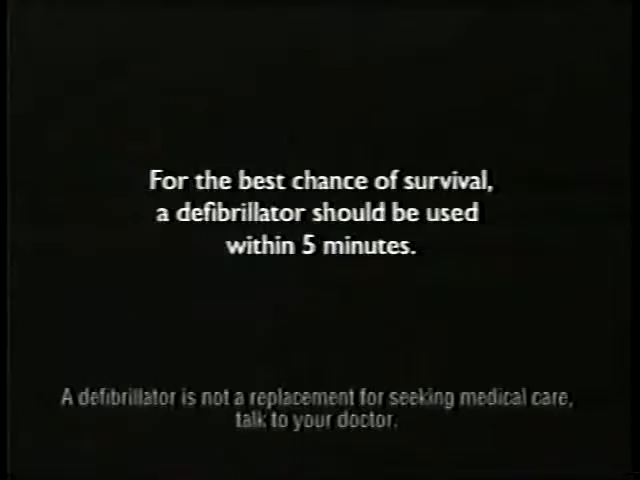 For the best chance of survival,
a defibrillator should be used
within 5 minutes.
A defibrillator is not a replacement for seeking medical care,
talk to your doctor.